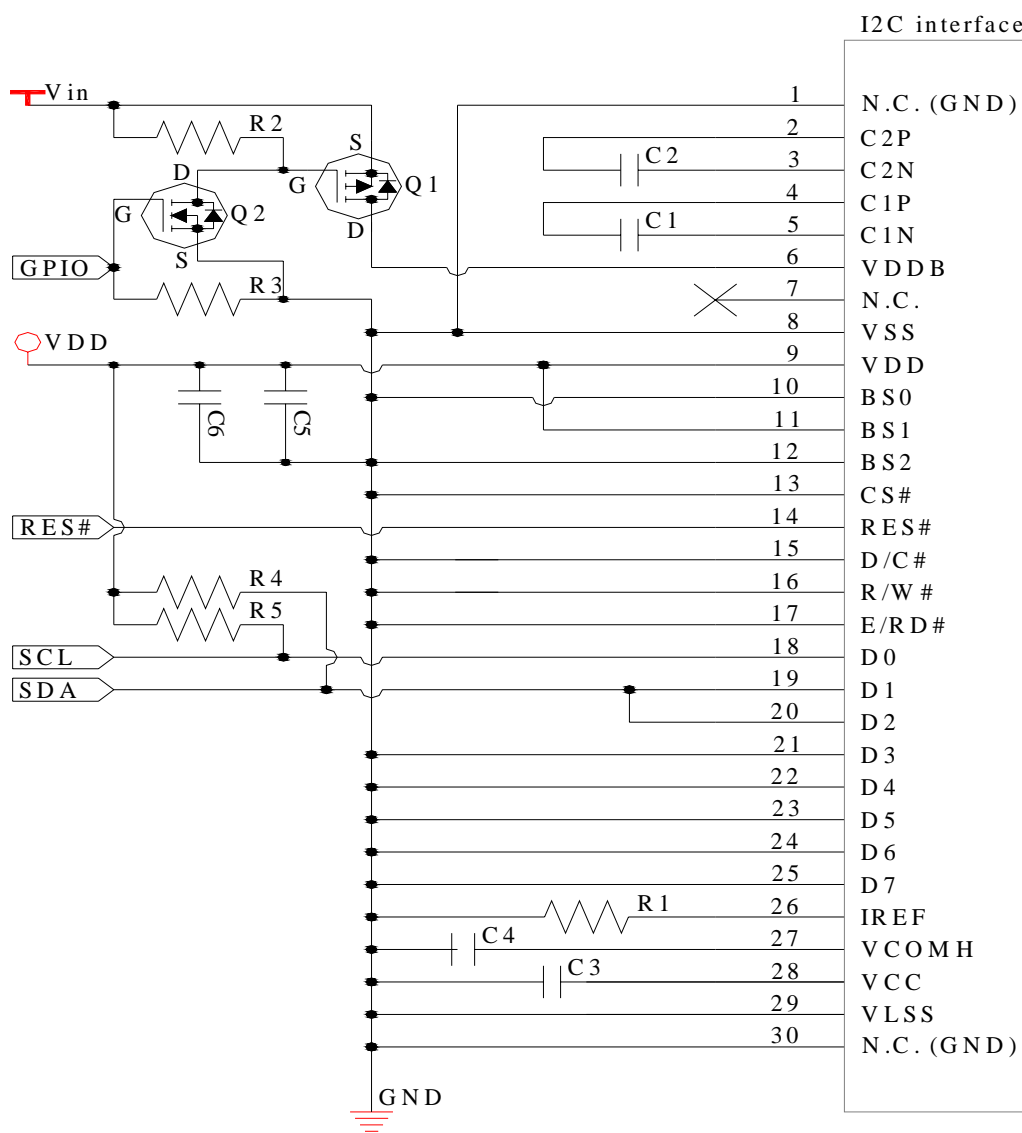 I2C interface
Vin
1 N.C. (GND)
R2
2 C2P
S
C2
3 C2N
D
G
Q1
4 C1P
G
Q2
C1
5 C1N
D
S
GPIO
6 VDDB
R3
7 N.C.
8 VSS
VDD
9 VDD
10 BS0
C6
C5
11 BS1
12 BS2
13 CS#
RES#
14 RES#
15 D/C#
R4
16 R/W#
R5
17 E/RD#
SCL
18 D0
SDA
19 D1
20 D2
21 D3
22 D4
23 D5
24 D6
25 D7
R1
26 IREF
C4
27 VCOMH
C3
28 VCC
29 VLSS
30 N.C. (GND)
GND